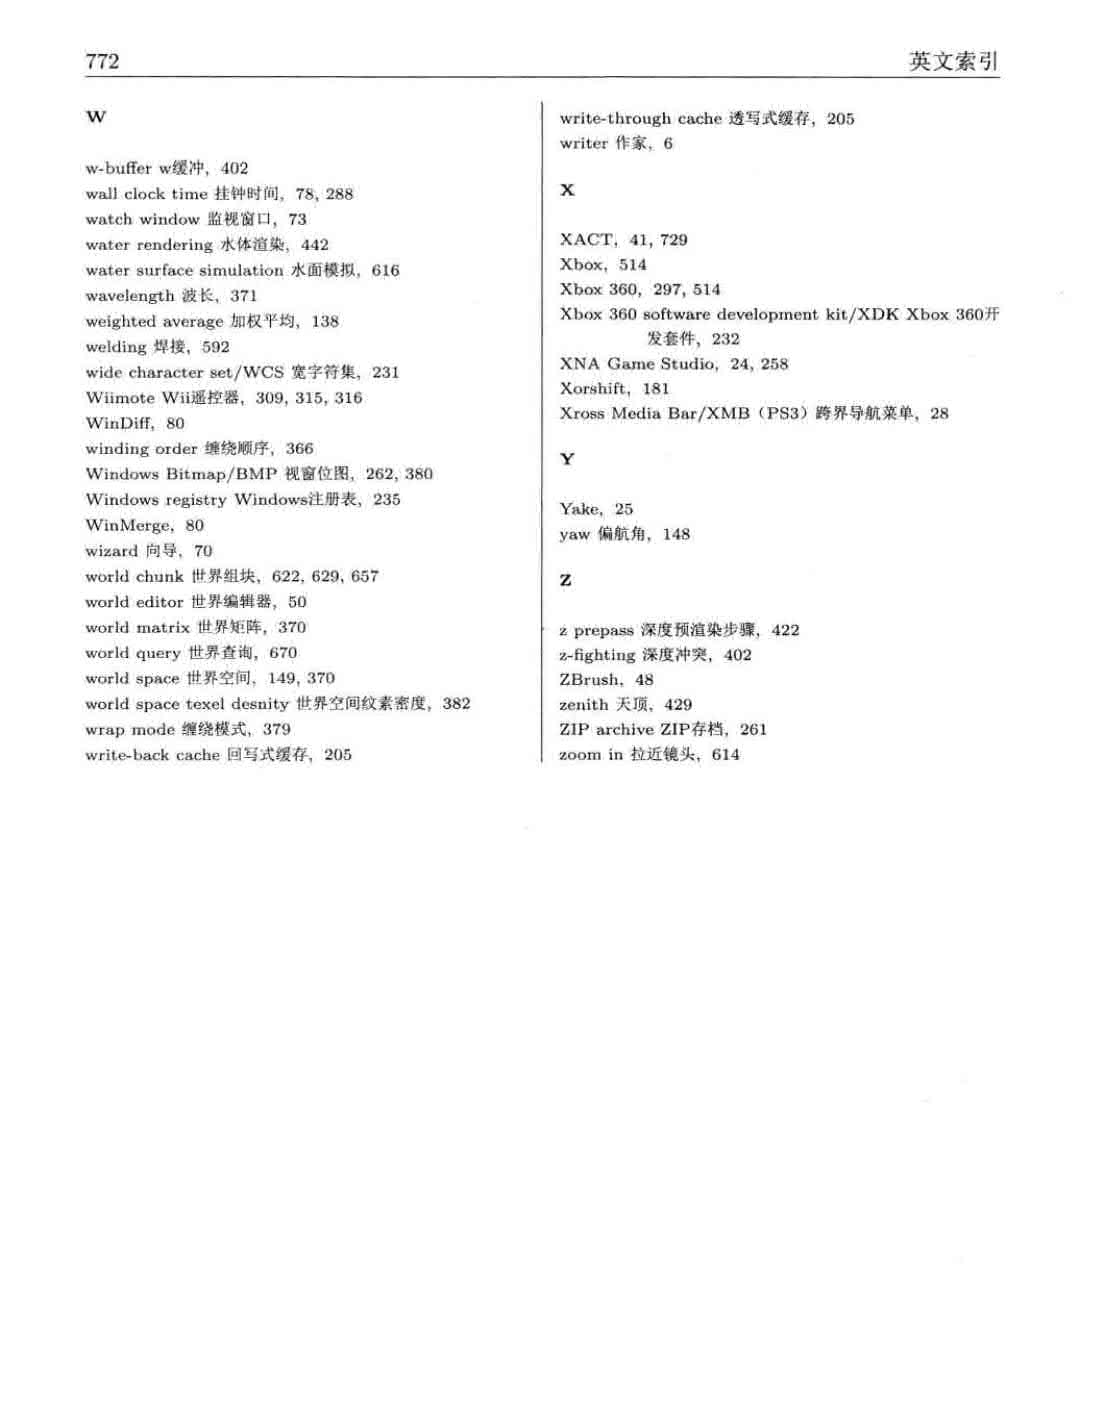 772
英文索引
W
w-buffer w缓冲，402
wall clock time 挂钟时间，78, 288
watch window 监视窗口，73
water rendering 水体渲染，442
water surface simulation 水面模拟，616
wavelength 波长，371
weighted average 加权平均，138
welding 焊接，592
wide character set/WCS 宽字符集，231
Wiimote Wii遥控器，309, 315, 316
WinDiff，80
winding order 缠绕顺序，366
Windows Bitmap/BMP 视窗位图，262, 380
Windows registry Windows注册表，235
WinMerge，80
wizard 向导，70
world chunk 世界组块，622, 629, 657
world editor 世界编辑器，50
world matrix 世界矩阵，370
world query 世界查询，670
world space 世界空间，149, 370
world space texel desnity 世界空间纹素密度，382
wrap mode 缠绕模式，379
write-back cache 回写式缓存，205
write-through cache 透写式缓存，205
writer 作家，6
X
XACT，41, 729
Xbox，514
Xbox 360，297, 514
Xbox 360 software development kit/XDK Xbox 360开
发套件，232
XNA Game Studio，24, 258
Xorshift，181
Xross Media Bar/XMB（PS3）跨界导航菜单，28
Y
Yake，25
yaw 偏航角，148
Z
z prepass 深度预渲染步骤，422
z-fighting 深度冲突，402
ZBrush，48
zenith 天顶，429
ZIP archive ZIP存档，261
zoom in 拉近镜头，614